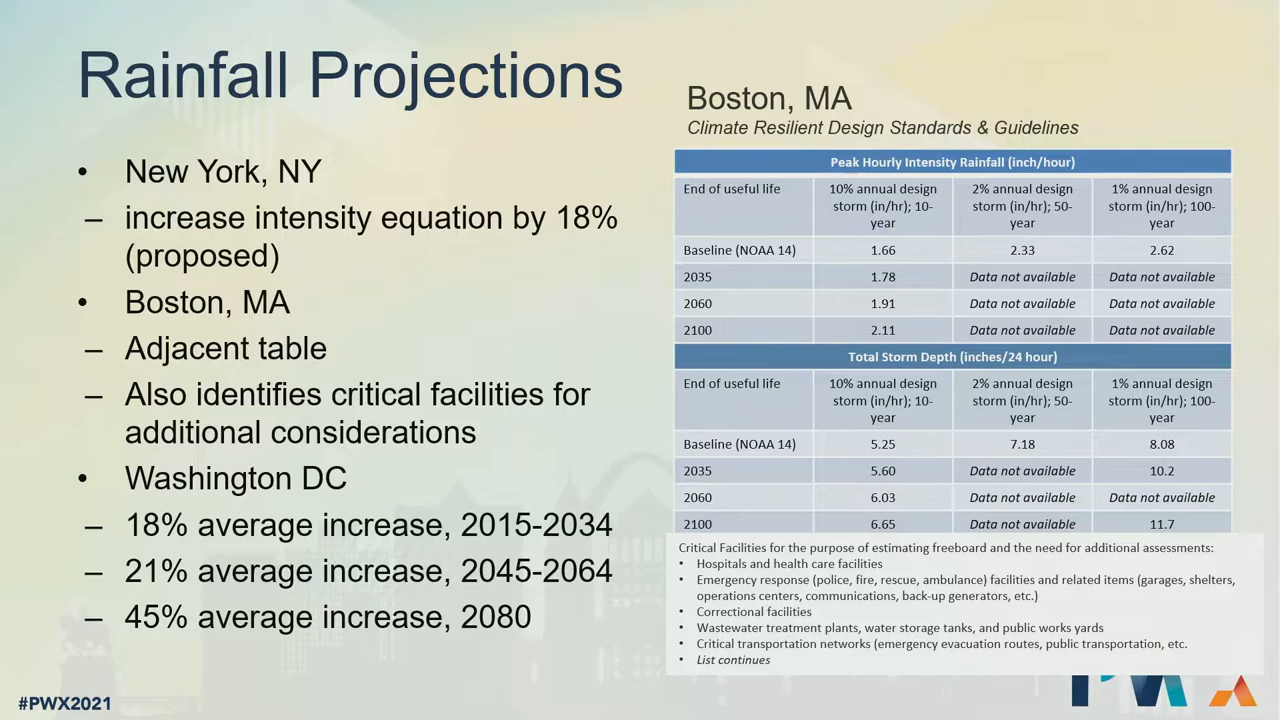 Rainfall Projections
• New York, NY
– increase intensity equation by 18%
(proposed)
• Boston, MA
– Adjacent table
– Also identifies critical facilities for
additional considerations
• Washington DC
– 18% average increase, 2015-2034
– 21% average increase, 2045-2064
– 45% average increase, 2080
Boston, MA
Climate Resilient Design Standards & Guidelines
Peak Hourly Intensity Rainfall (inch/hour)
End of useful life 10% annual design 2% annual design 1% annual design
storm (in/hr); 10- storm (in/hr); 50- storm (in/hr); 100-
year year year
Baseline (NOAA 14) 1.66 2.33 2.62
2035 1.78 Data not available Data not available
2060 1.91 Data not available Data not available
2100 2.11 Data not available Data not available
Total Storm Depth (inches/24 hour)
End of useful life 10% annual design 2% annual design 1% annual design
storm (in/hr); 10- storm (in/hr); 50- storm (in/hr); 100-
year year year
Baseline (NOAA 14) 5.25 7.18 8.08
2035 5.60 Data not available 10.2
2060 6.03 Data not available Data not available
2100 6.65 Data not available 11.7
Critical Facilities for the purpose of estimating freeboard and the need for additional assessments:
• Hospitals and health care facilities
• Emergency response (police, fire, rescue, ambulance) facilities and related items (garages, shelters,
operations centers, communications, back-up generators, etc.)
• Correctional facilities
• Wastewater treatment plants, water storage tanks, and public works yards
• Critical transportation networks (emergency evacuation routes, public transportation, etc.
• List continues
#PWX2021